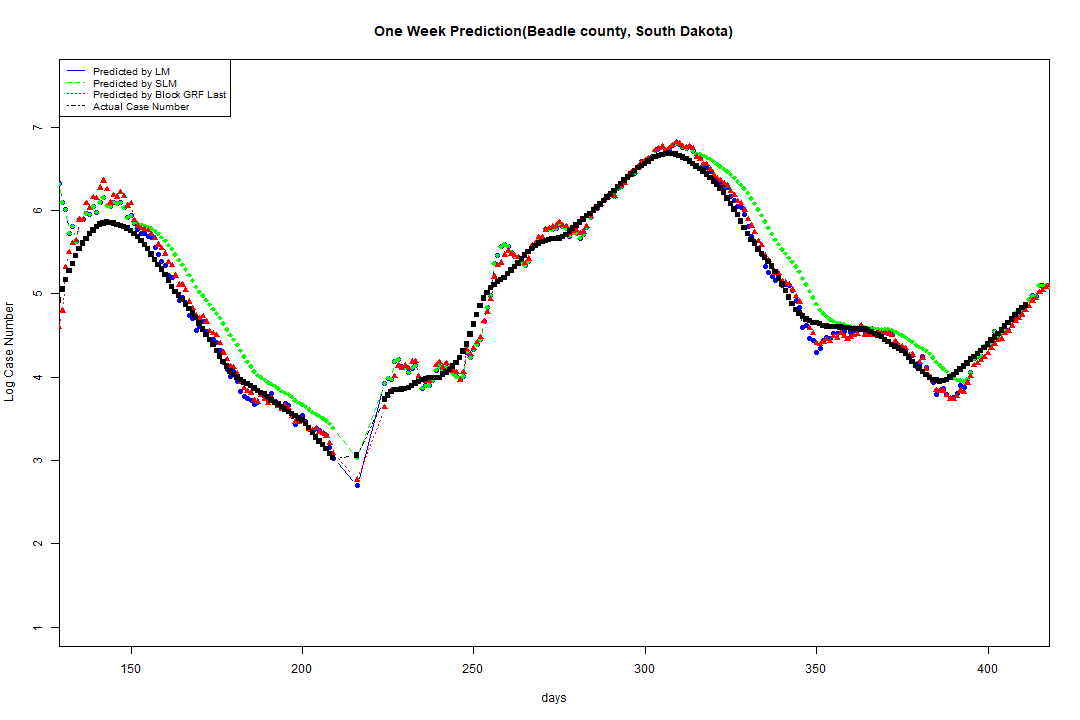 One Week Prediction(Beadle county, South Dakota)
Predicted by LM
Predicted by SLM
Predicted by Block GRF Last
Actual Case Number
Log Case Number
7
6
5
4
3
2
1
150 200 250 300 350 400
days